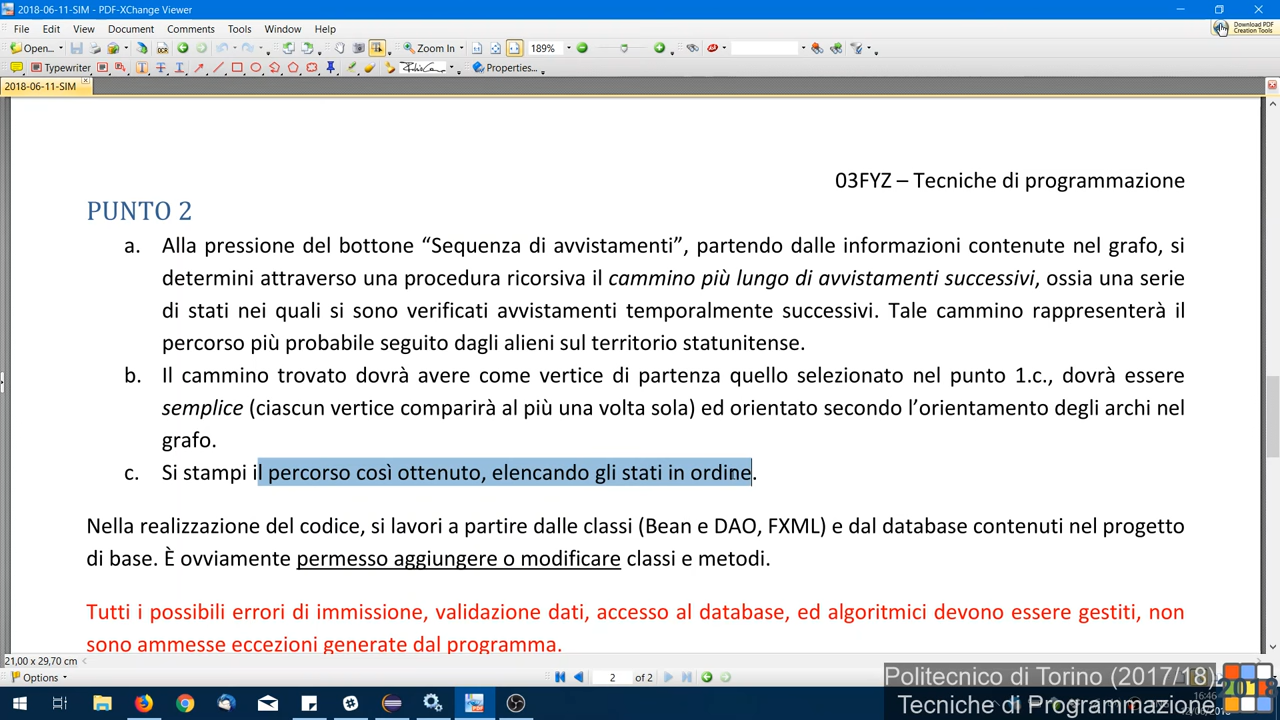 2018-06-11-SIM - PDF-XChange Viewer
File Edit View Document Comments Tools Window Help
Download PDF
Creation Tools
Open... Zoom In 189%
Typewriter Properties...
2018-06-11-SIM
03FYZ – Tecniche di programmazione
PUNTO 2
a. Alla pressione del bottone “Sequenza di avvistamenti”, partendo dalle informazioni contenute nel grafo, si
determini attraverso una procedura ricorsiva il cammino più lungo di avvistamenti successivi, ossia una serie
di stati nei quali si sono verificati avvistamenti temporalmente successivi. Tale cammino rappresenterà il
percorso più probabile seguito dagli alieni sul territorio statunitense.
b. Il cammino trovato dovrà avere come vertice di partenza quello selezionato nel punto 1.c., dovrà essere
semplice (ciascun vertice comparirà al più una volta sola) ed orientato secondo l’orientamento degli archi nel
grafo.
c. Si stampi il percorso così ottenuto, elencando gli stati in ordine.
Nella realizzazione del codice, si lavori a partire dalle classi (Bean e DAO, FXML) e dal database contenuti nel progetto
di base. È ovviamente permesso aggiungere o modificare classi e metodi.
Tutti i possibili errori di immissione, validazione dati, accesso al database, ed algoritmici devono essere gestiti, non
sono ammesse eccezioni generate dal programma.
21,00 x 29,70 cm
Options 2 of 2
Politecnico di Torino (2017/18)
Tecniche di Programmazione
2018
16:46